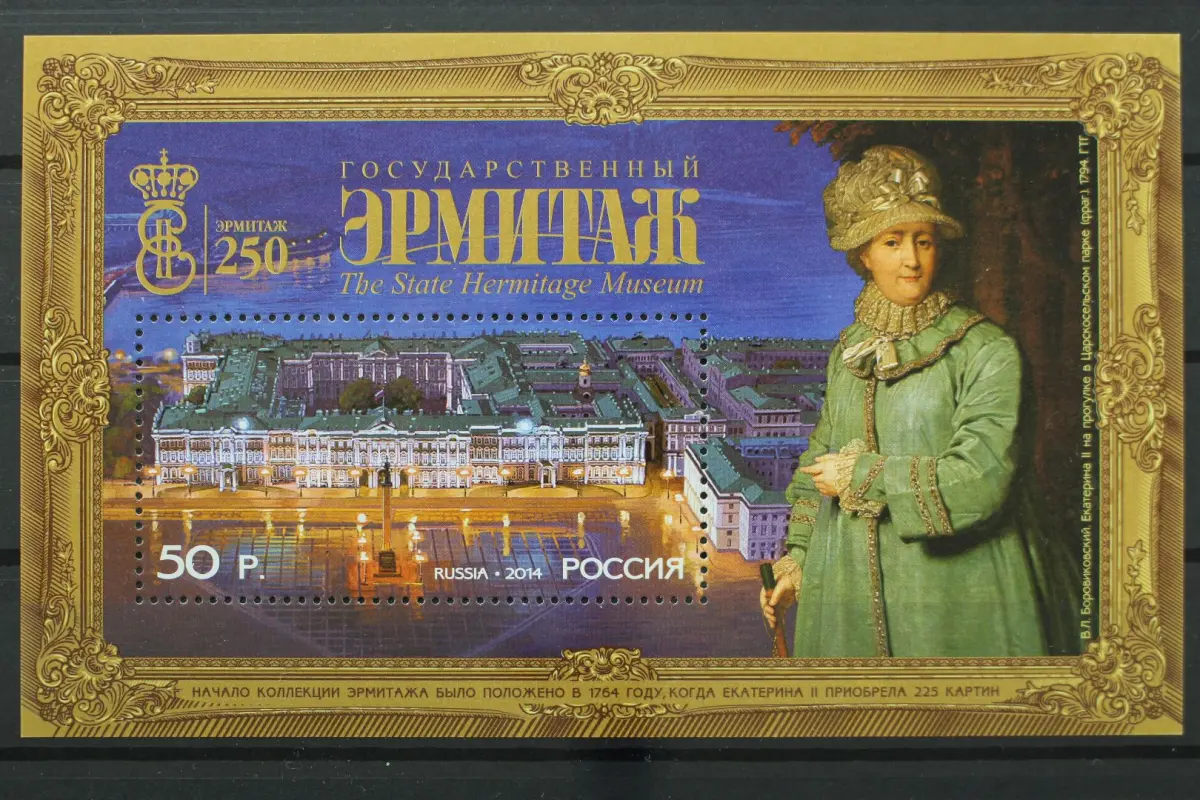 ГОСУДАРСТВЕННЫЙ
ЭРМИТАЖ
The State Hermitage Museum
ЭРМИТАЖ
250
50 Р.
RUSSIA • 2014 РОССИЯ
В.Л. Боровиковский. Екатерина II на прогулке в Царскосельском парке (фраг.). 1794. ГТГ
НАЧАЛО КОЛЛЕКЦИИ ЭРМИТАЖА БЫЛО ПОЛОЖЕНО В 1764 ГОДУ, КОГДА ЕКАТЕРИНА II ПРИОБРЕЛА 225 КАРТИН